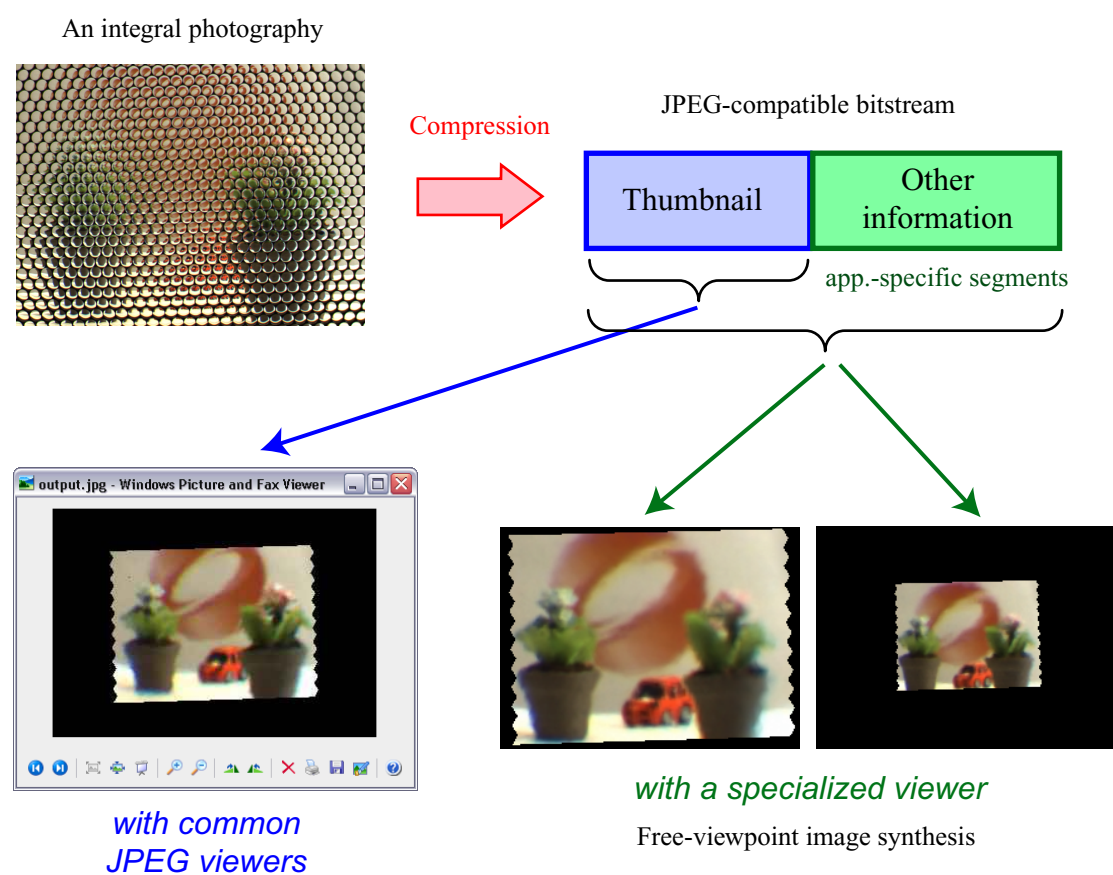 An integral photography
Compression
JPEG-compatible bitstream
Thumbnail
Other
information
app.-specific segments
output.jpg - Windows Picture and Fax Viewer
with common
JPEG viewers
with a specialized viewer
Free-viewpoint image synthesis